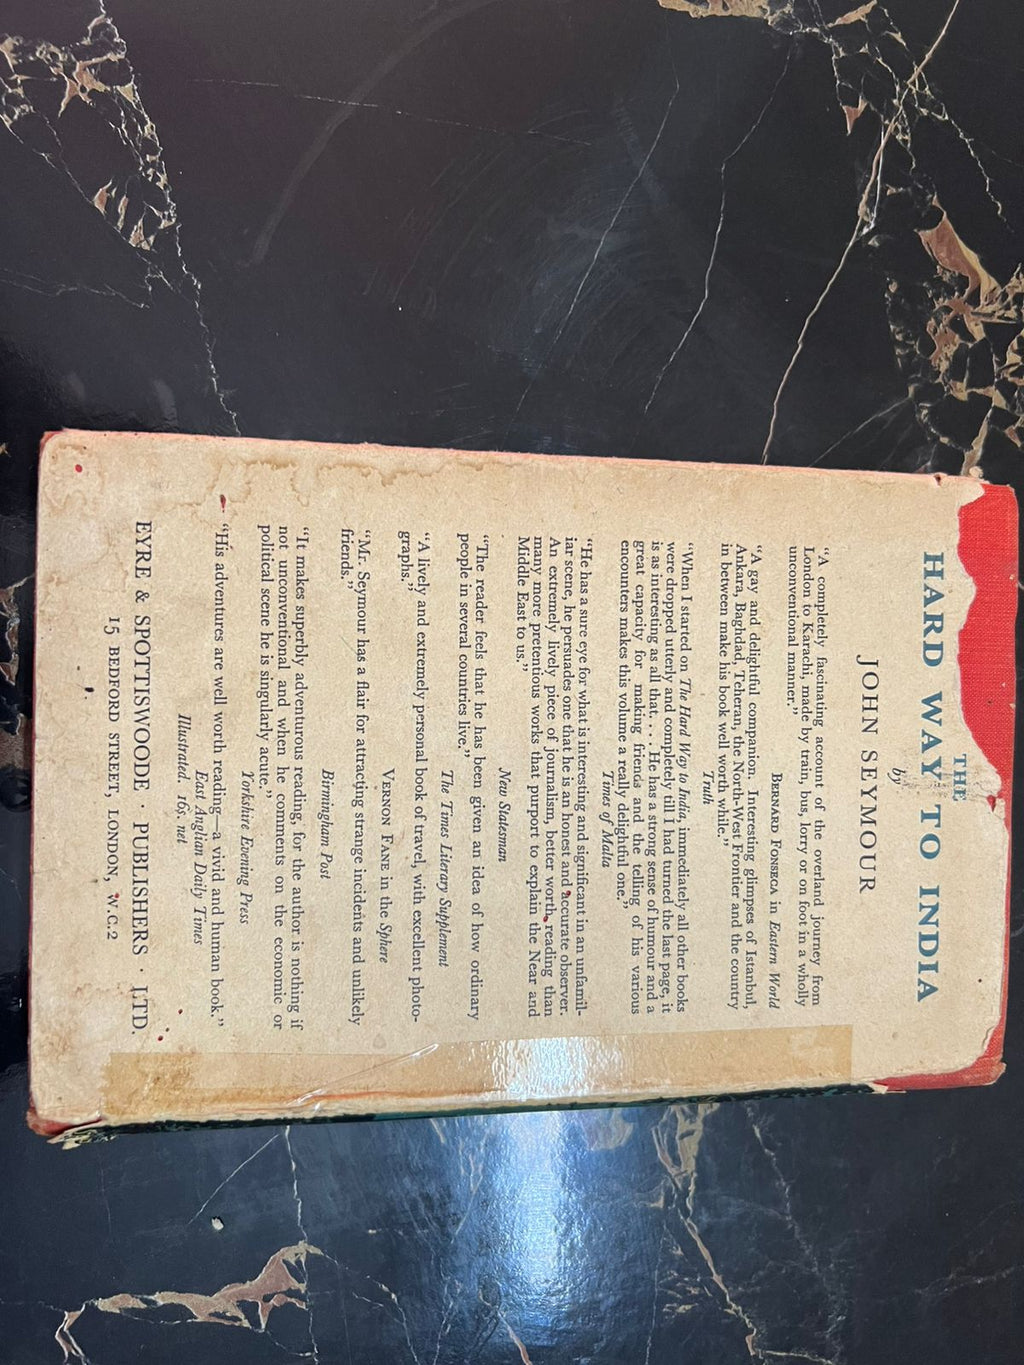 THE
HARD WAY TO INDIA
by
JOHN SEYMOUR
“A completely fascinating account of the overland journey from
London to Karachi, made by train, bus, lorry or on foot in a wholly
unconventional manner.”
BERNARD FONSECA in Eastern World
“A gay and delightful companion. Interesting glimpses of Istanbul,
Ankara, Baghdad, Teheran, the North-West Frontier and the country
in between make his book well worth while.”
Truth
“When I started on The Hard Way to India, immediately all other books
were dropped utterly and completely till I had turned the last page, it
is as interesting as all that. . . . He has a strong sense of humour and a
great capacity for making friends and the telling of his various
encounters makes this volume a really delightful one.”
Times of Malta
“He has a sure eye for what is interesting and significant in an unfamil-
iar scene, he persuades one that he is an honest and accurate observer.
An extremely lively piece of journalism, better worth reading than
many more pretentious works that purport to explain the Near and
Middle East to us.”
New Statesman
“The reader feels that he has been given an idea of how ordinary
people in several countries live.”
The Times Literary Supplement
“A lively and extremely personal book of travel, with excellent photo-
graphs.”
VERNON FANE in the Sphere
“Mr. Seymour has a flair for attracting strange incidents and unlikely
friends.”
Birmingham Post
“It makes superbly adventurous reading, for the author is nothing if
not unconventional and when he comments on the economic or
political scene he is singularly acute.”
Yorkshire Evening Press
“His adventures are well worth reading—a vivid and human book.”
East Anglian Daily Times
Illustrated. 16s. net
EYRE & SPOTTISWOODE · PUBLISHERS · LTD.
15 BEDFORD STREET, LONDON, W.C.2